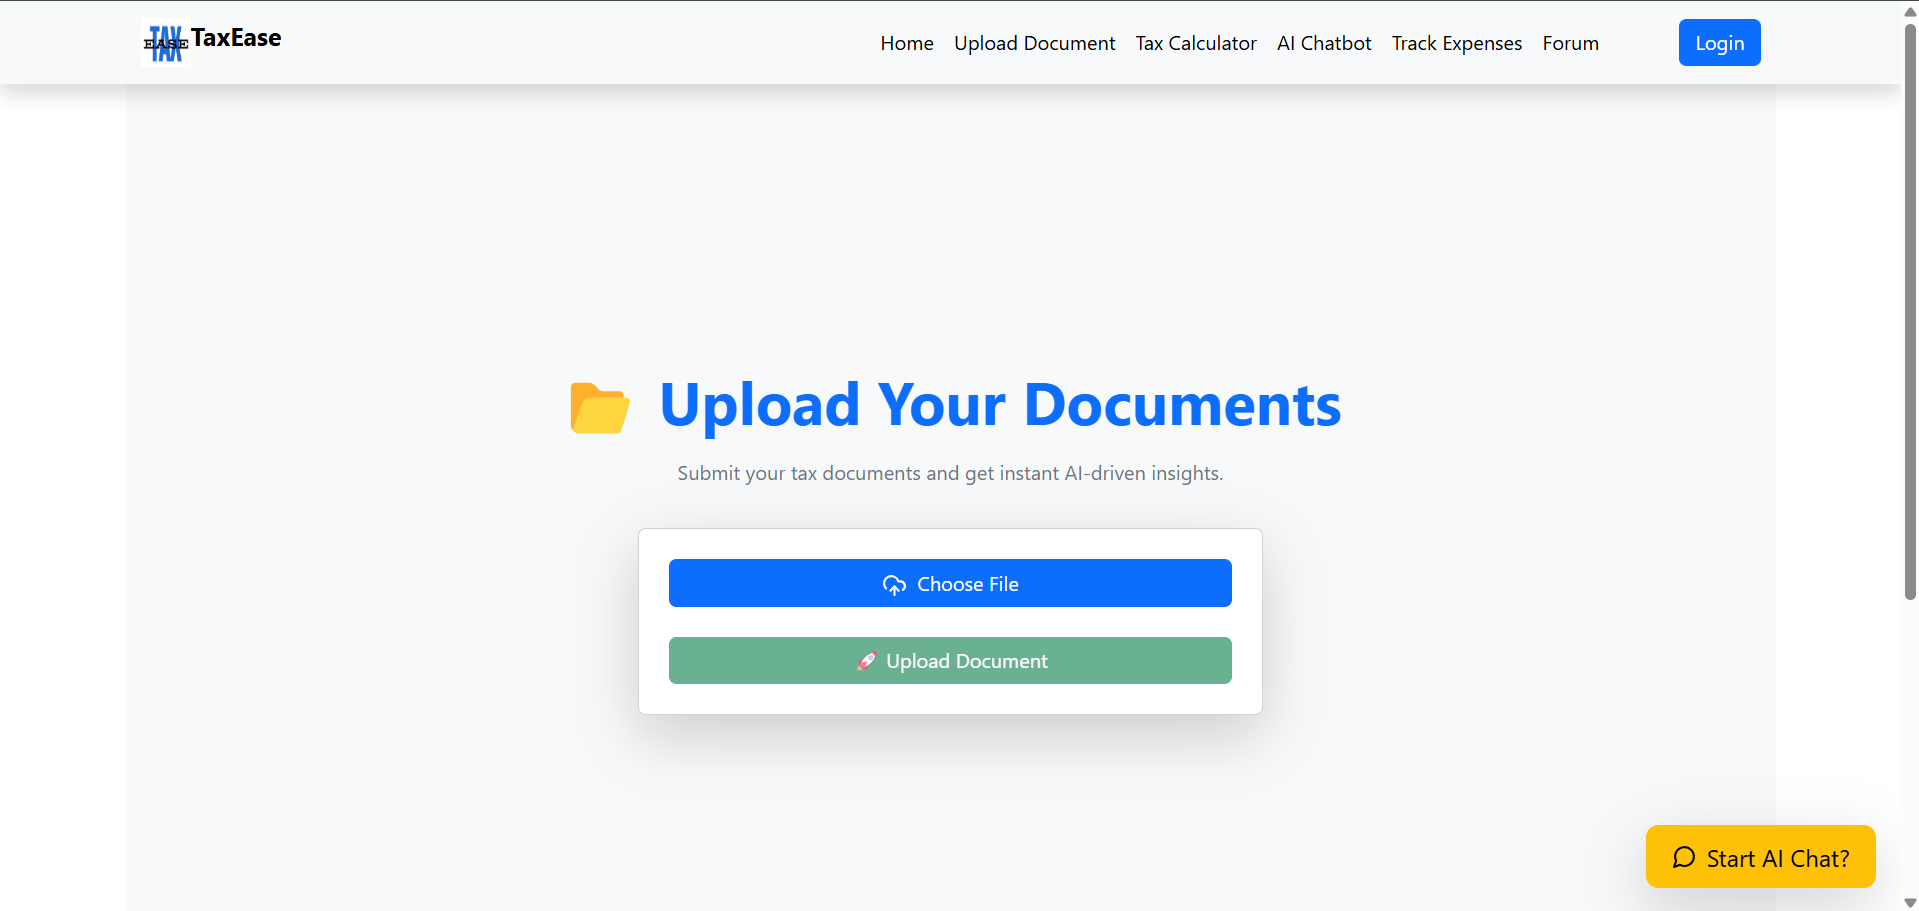 TAX
EASE
TaxEase
Home Upload Document Tax Calculator AI Chatbot Track Expenses Forum Login
Upload Your Documents
Submit your tax documents and get instant AI-driven insights.
Choose File
Upload Document
Start AI Chat?